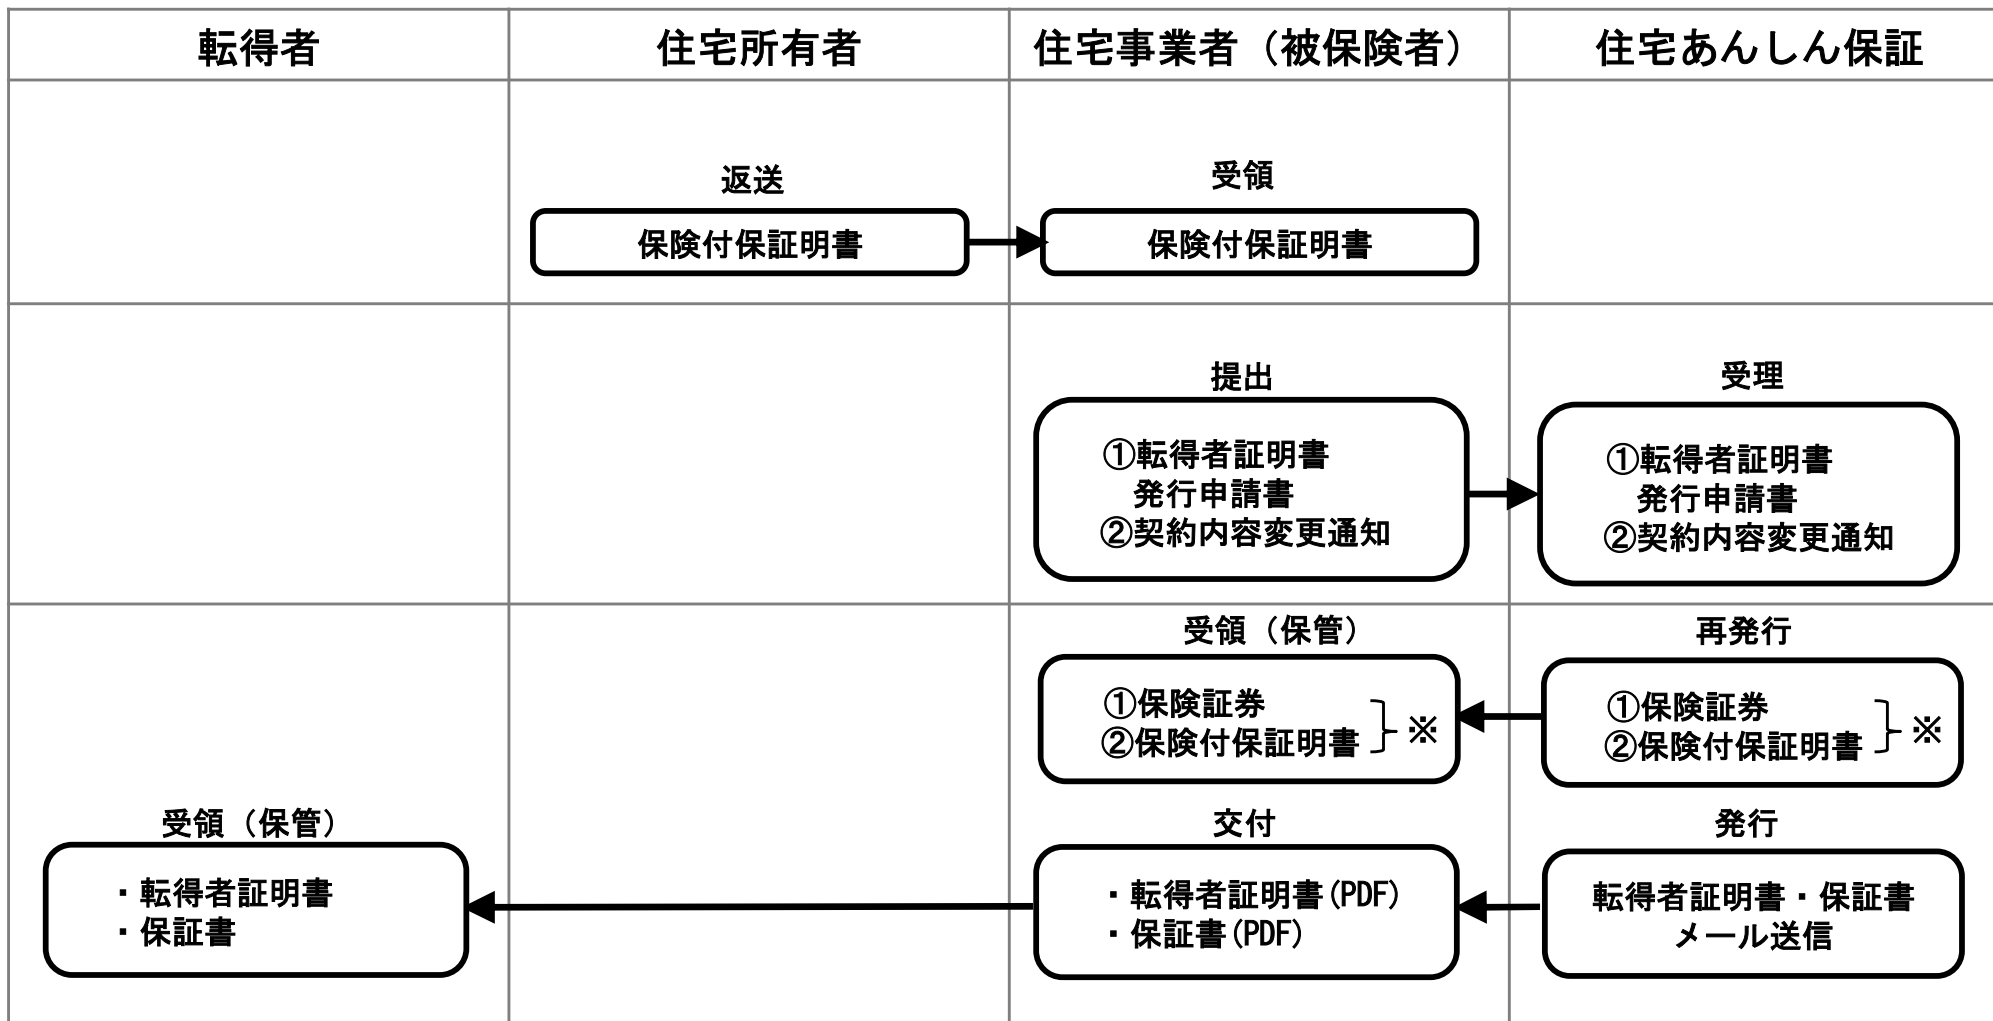 転得者
住宅所有者
住宅事業者（被保険者）
住宅あんしん保証
返送
保険付保証明書
受領
保険付保証明書
提出
①転得者証明書
発行申請書
②契約内容変更通知
受理
①転得者証明書
発行申請書
②契約内容変更通知
受領（保管）
①保険証券
②保険付保証明書
※
再発行
①保険証券
②保険付保証明書
※
受領（保管）
・転得者証明書
・保証書
交付
・転得者証明書(PDF)
・保証書(PDF)
発行
転得者証明書・保証書
メール送信